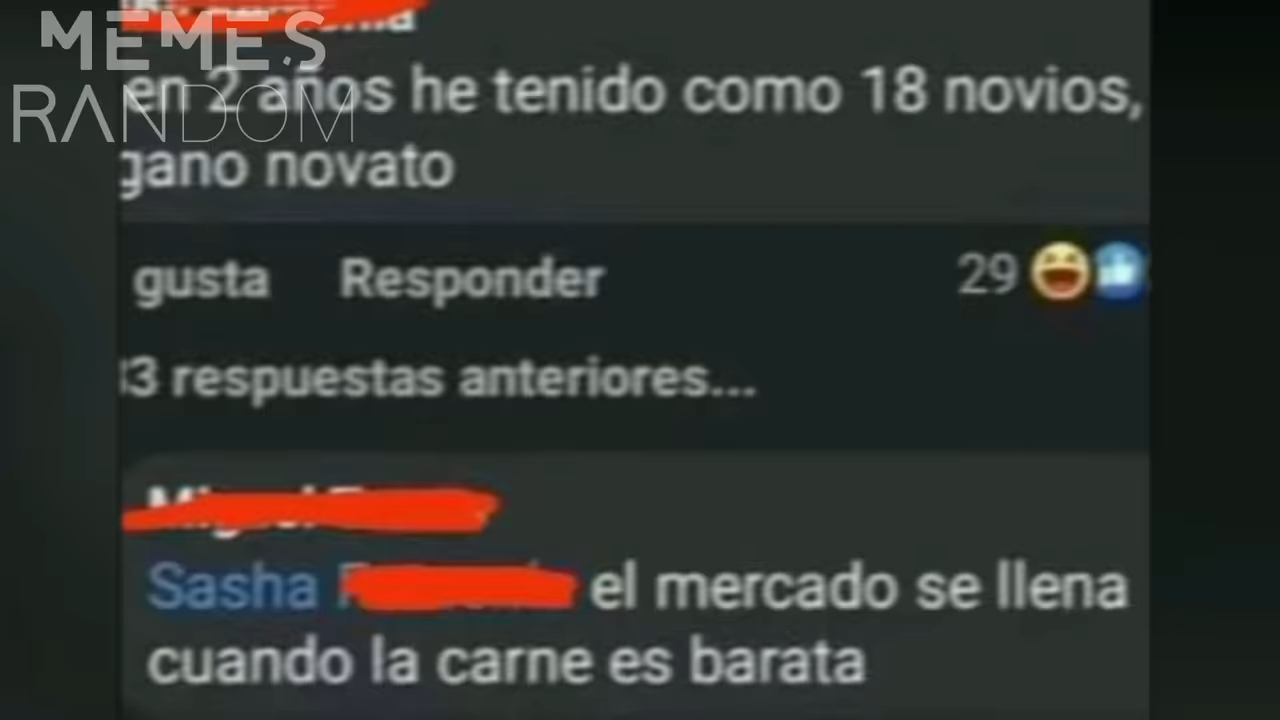 MEMES
RANDOM
en 2 años he tenido como 18 novios,
gano novato
gusta Responder 29
33 respuestas anteriores...
Sasha el mercado se llena
cuando la carne es barata